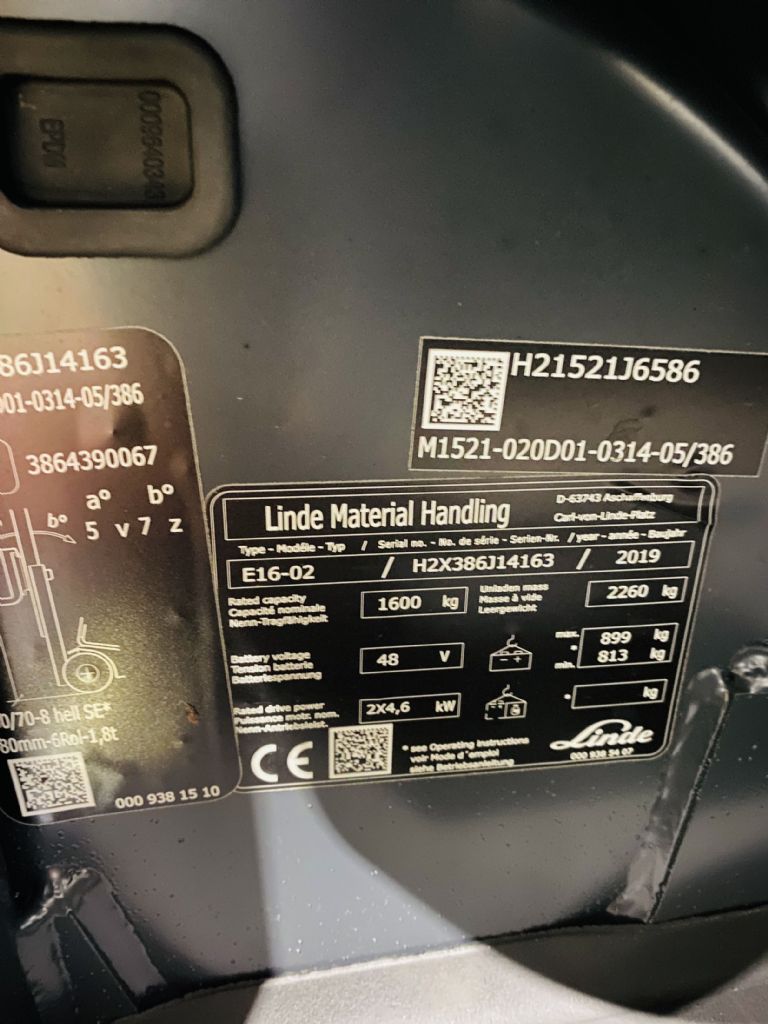 0009640343
EPDM
86J14163
D01-0314-05/386
3864390067
a° b°
5 v 7 z
b°
0/70-8 hell SE*
80mm-6Rol-1,8t
000 938 15 10
H21521J6586
M1521-020D01-0314-05/386
Linde Material Handling
D-63743 Aschaffenburg
Carl-von-Linde-Platz
Type - Modèle - Typ / Serial no. - No. de série - Serien-Nr. / year - année - Baujahr
E16-02 / H2X386J14163 / 2019
Rated capacity
Capacité nominale
Nenn-Tragfähigkeit
1600 kg
Unladen mass
Masse à vide
Leergewicht
2260 kg
Battery voltage
Tension batterie
Batteriespannung
48 V
- +
max. 899 kg
*
min. 813 kg
Rated drive power
Puissance motr. nom.
Nenn-Antriebsleist.
2X4,6 kW
* kg
CE
* see Operating Instructions
voir Mode d'emploi
siehe Betriebsanleitung
Linde
000 938 51 07